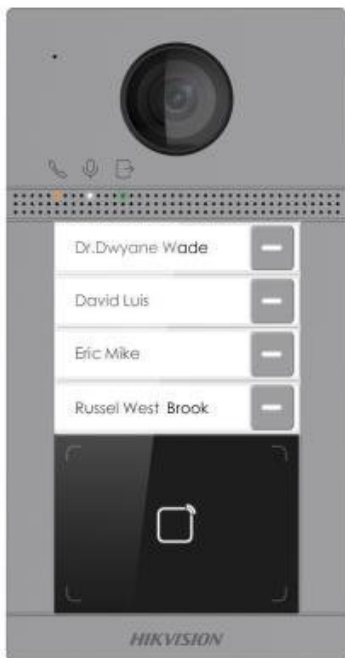 Dr.Dwyane Wade
David Luis
Eric Mike
Russel West Brook
HIKVISION